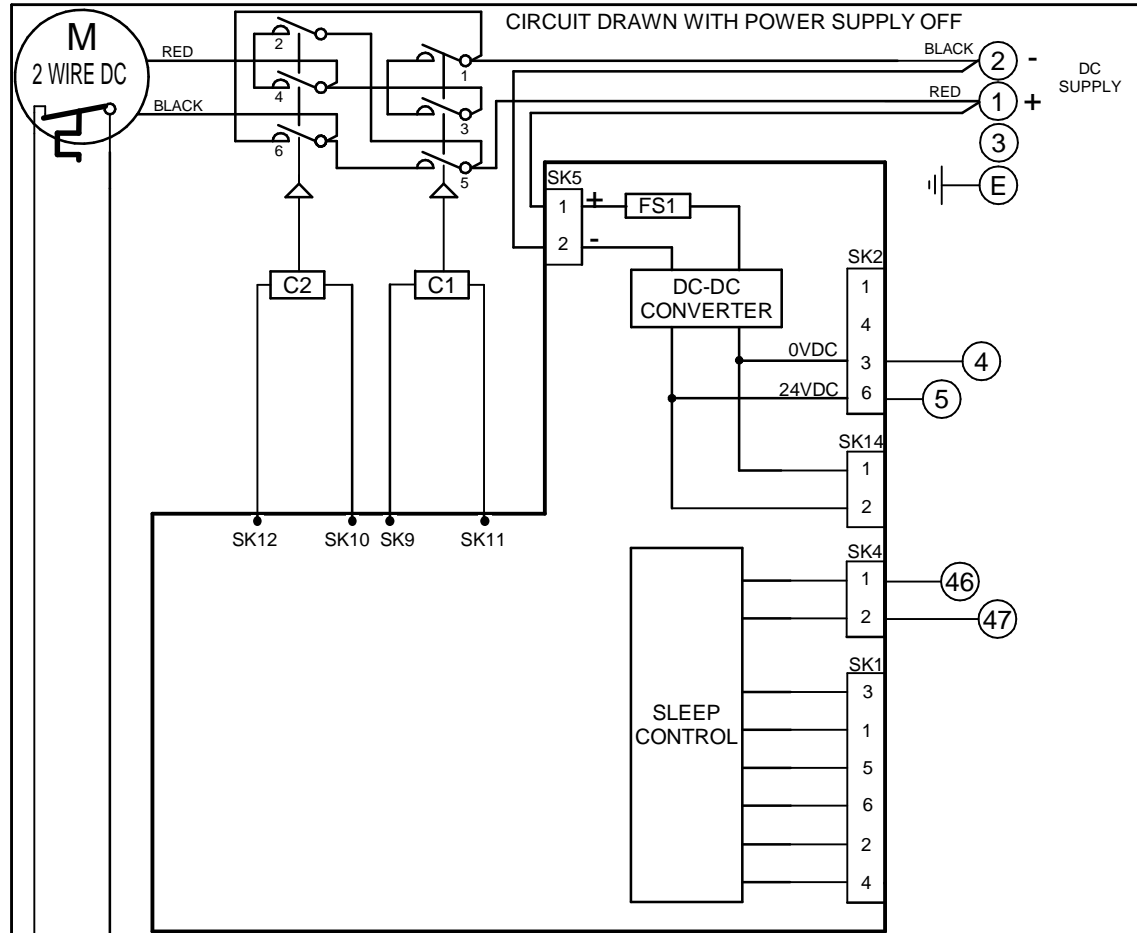 CIRCUIT DRAWN WITH POWER SUPPLY OFF
M
2 WIRE DC
RED
BLACK
2
4
6
1
3
5
BLACK
2 -
RED
1 +
DC
SUPPLY
3
E
SK5
1 +
2 -
FS1
DC-DC
CONVERTER
C2
C1
SK12
SK10
SK9
SK11
0VDC
24VDC
SK2
1
4
3
6
4
5
SK14
1
2
SK4
1
2
46
47
SK1
3
1
5
6
2
4
SLEEP
CONTROL